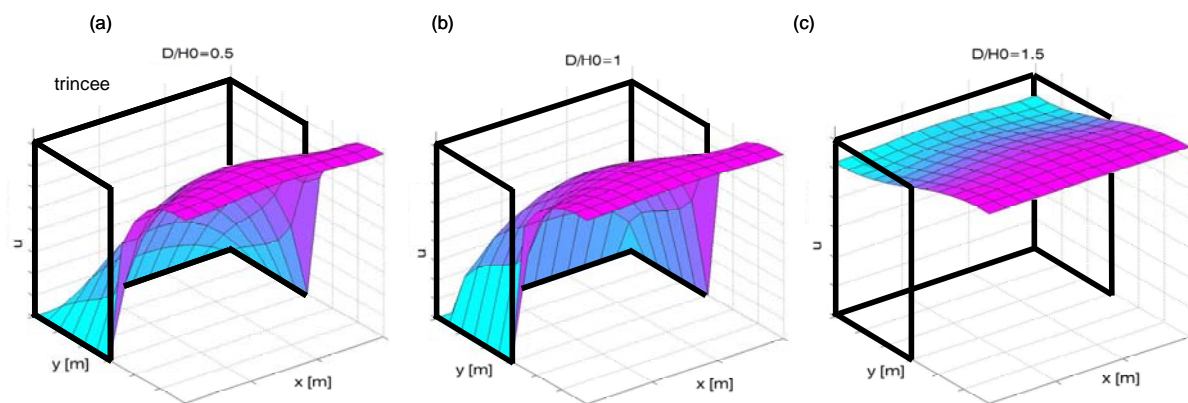 (a)
(b)
(c)
D/H0=0.5
D/H0=1
D/H0=1.5
trincee
u
y [m]
x [m]
u
y [m]
x [m]
u
y [m]
x [m]